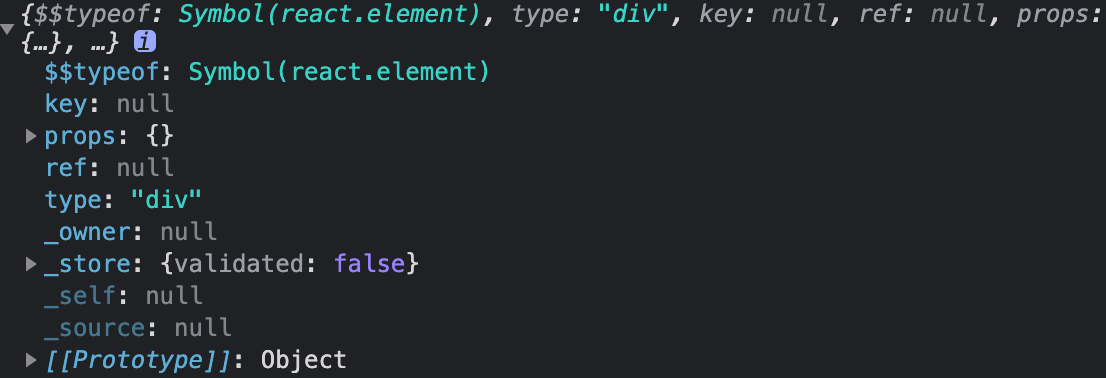 {$$typeof: Symbol(react.element), type: "div", key: null, ref: null, props:
{…}, …} i
$$typeof: Symbol(react.element)
key: null
props: {}
ref: null
type: "div"
_owner: null
_store: {validated: false}
_self: null
_source: null
[[Prototype]]: Object